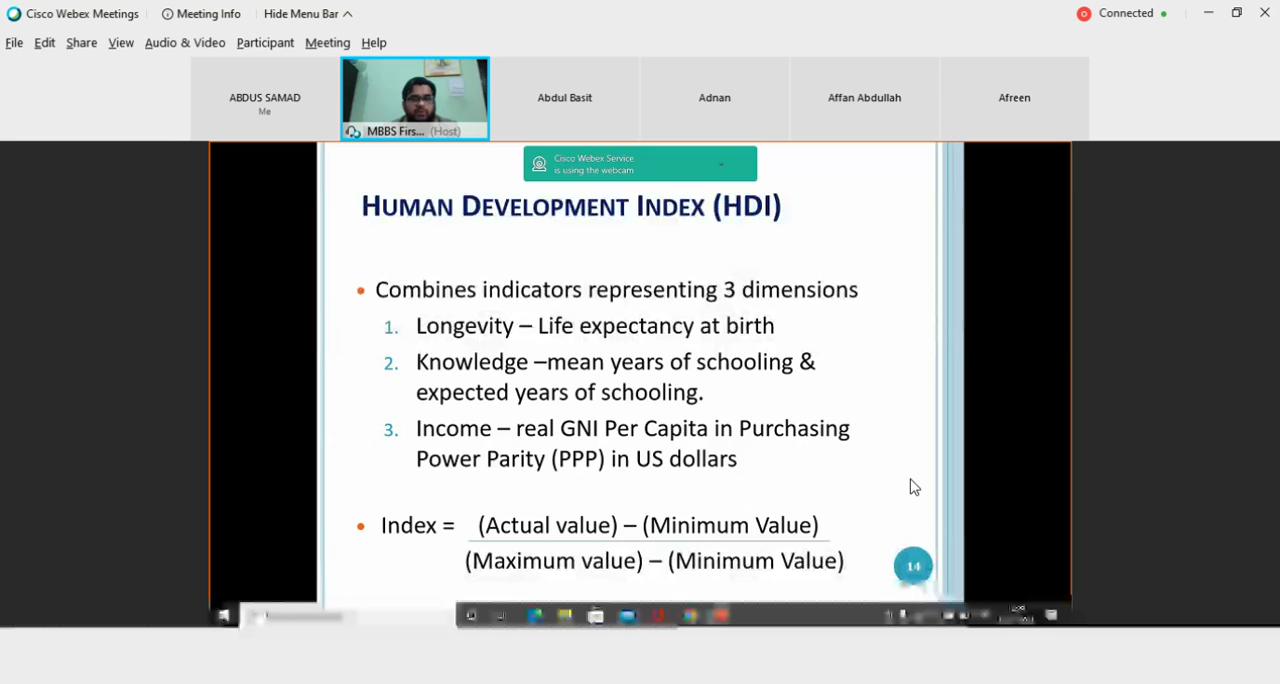 Cisco Webex Meetings
Meeting Info
Hide Menu Bar
Connected
File Edit Share View Audio & Video Participant Meeting Help
ABDUS SAMAD
Me
MBBS Firs... (Host)
Abdul Basit
Adnan
Affan Abdullah
Afreen
Cisco Webex Service
is using the webcam
HUMAN DEVELOPMENT INDEX (HDI)
• Combines indicators representing 3 dimensions
1. Longevity – Life expectancy at birth
2. Knowledge –mean years of schooling &
expected years of schooling.
3. Income – real GNI Per Capita in Purchasing
Power Parity (PPP) in US dollars
• Index = (Actual value) – (Minimum Value)
(Maximum value) – (Minimum Value)
14